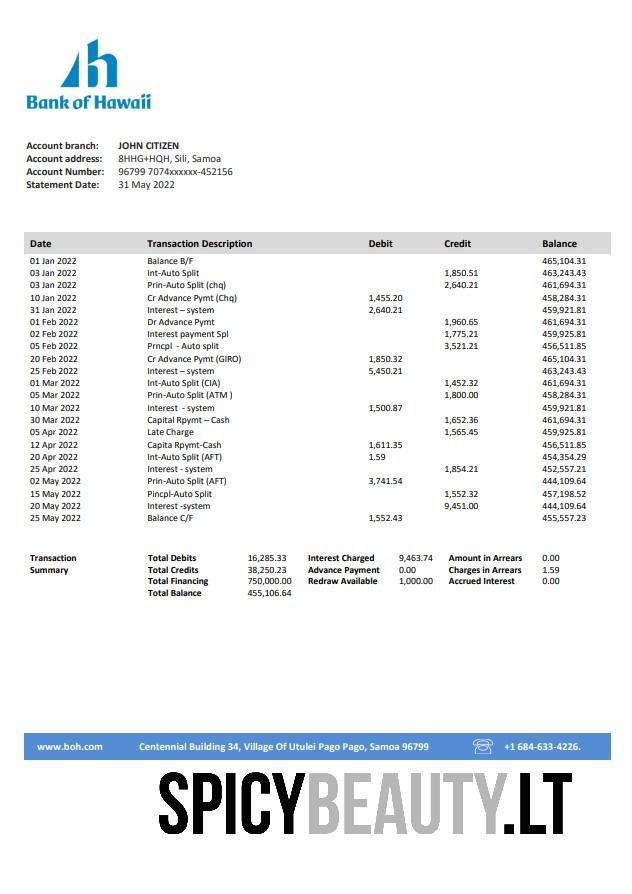 Bank of Hawaii
Account branch: JOHN CITIZEN
Account address: 8HHG+HQH, Sili, Samoa
Account Number: 96799 7074xxxxxx-452156
Statement Date: 31 May 2022
Date Transaction Description Debit Credit Balance
01 Jan 2022 Balance B/F 465,104.31
03 Jan 2022 Int-Auto Split 1,850.51 463,243.43
03 Jan 2022 Prin-Auto Split (chq) 2,640.21 461,694.31
10 Jan 2022 Cr Advance Pymt (Chq) 1,455.20 458,284.31
31 Jan 2022 Interest – system 2,640.21 459,921.81
01 Feb 2022 Dr Advance Pymt 1,960.65 461,694.31
02 Feb 2022 Interest payment Spl 1,775.21 459,925.81
05 Feb 2022 Prncpl - Auto split 3,521.21 456,511.85
20 Feb 2022 Cr Advance Pymt (GIRO) 1,850.32 465,104.31
25 Feb 2022 Interest – system 5,450.21 463,243.43
01 Mar 2022 Int-Auto Split (CIA) 1,452.32 461,694.31
05 Mar 2022 Prin-Auto Split (ATM ) 1,800.00 458,284.31
10 Mar 2022 Interest - system 1,500.87 459,921.81
30 Mar 2022 Capital Rpymt – Cash 1,652.36 461,694.31
05 Apr 2022 Late Charge 1,565.45 459,925.81
12 Apr 2022 Capita Rpymt-Cash 1,611.35 456,511.85
20 Apr 2022 Int-Auto Split (AFT) 1.59 454,354.29
25 Apr 2022 Interest - system 1,854.21 452,557.21
02 May 2022 Prin-Auto Split (AFT) 3,741.54 444,109.64
15 May 2022 Pincpl-Auto Split 1,552.32 457,198.52
20 May 2022 Interest -system 9,451.00 444,109.64
25 May 2022 Balance C/F 1,552.43 455,557.23
Transaction Total Debits 16,285.33 Interest Charged 9,463.74 Amount in Arrears 0.00
Summary Total Credits 38,250.23 Advance Payment 0.00 Charges in Arrears 1.59
Total Financing 750,000.00 Redraw Available 1,000.00 Accrued Interest 0.00
Total Balance 455,106.64
www.boh.com Centennial Building 34, Village Of Utulei Pago Pago, Samoa 96799 +1 684-633-4226.
SPICYBEAUTY.LT